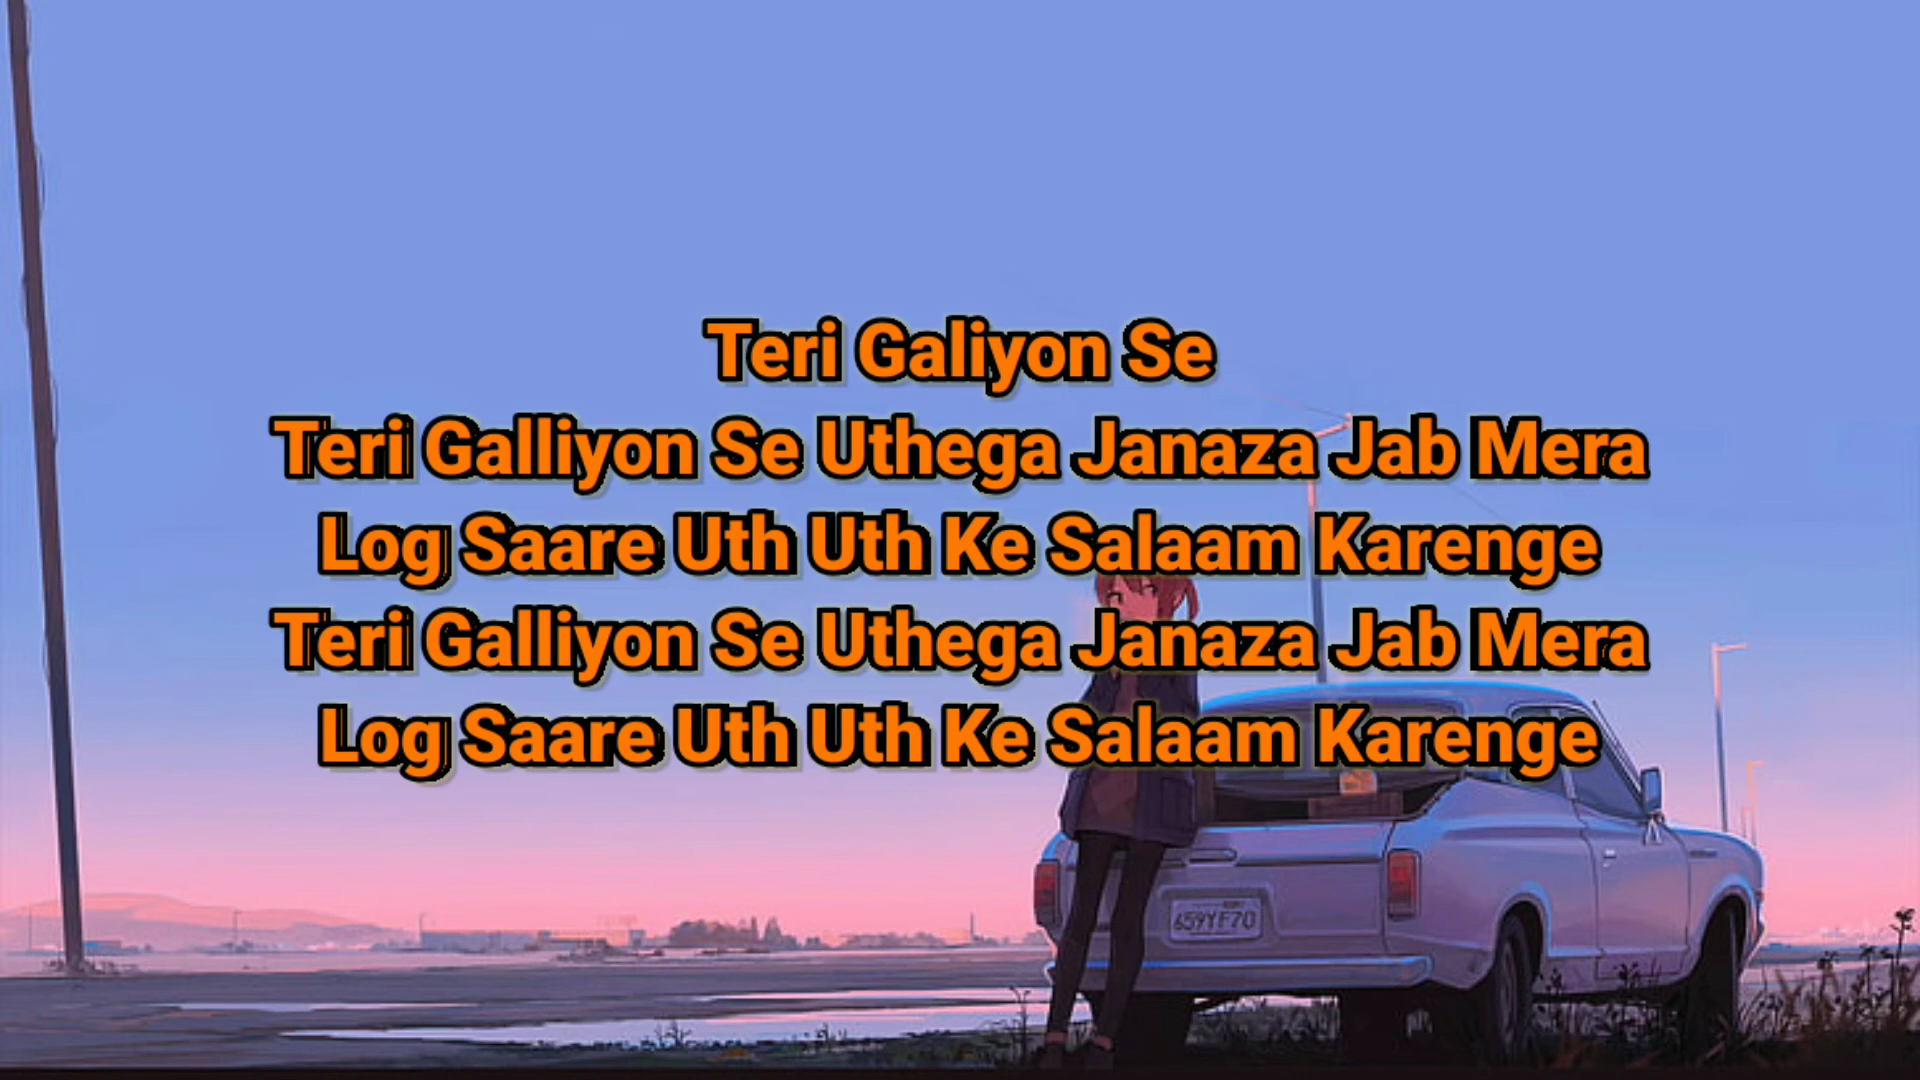 Teri Galiyon Se
Teri Galliyon Se Uthega Janaza Jab Mera
Log Saare Uth Uth Ke Salaam Karenge
Teri Galliyon Se Uthega Janaza Jab Mera
Log Saare Uth Uth Ke Salaam Karenge
659YF70